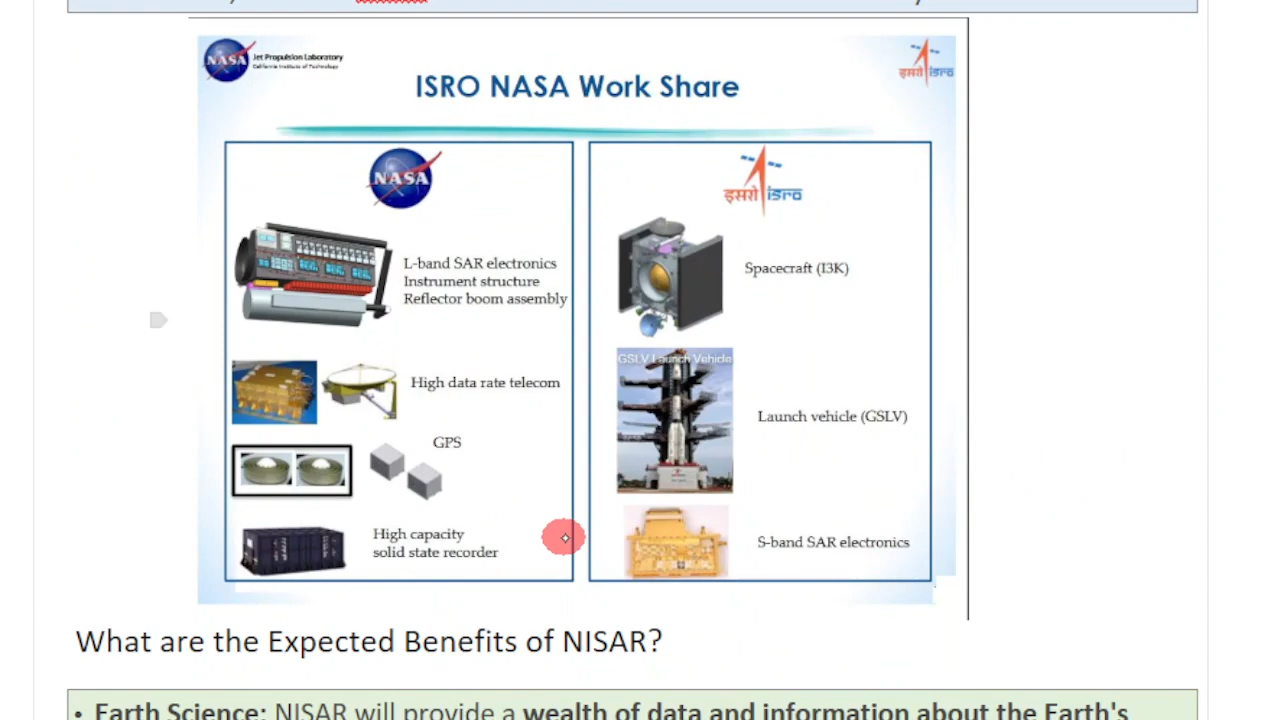 NASA
Jet Propulsion Laboratory
California Institute of Technology
इसरो isro
ISRO NASA Work Share
NASA
L-band SAR electronics
Instrument structure
Reflector boom assembly
High data rate telecom
GPS
High capacity
solid state recorder
इसरो isro
Spacecraft (I3K)
GSLV Launch Vehicle
Launch vehicle (GSLV)
S-band SAR electronics
What are the Expected Benefits of NISAR?
• Earth Science: NISAR will provide a wealth of data and information about the Earth's